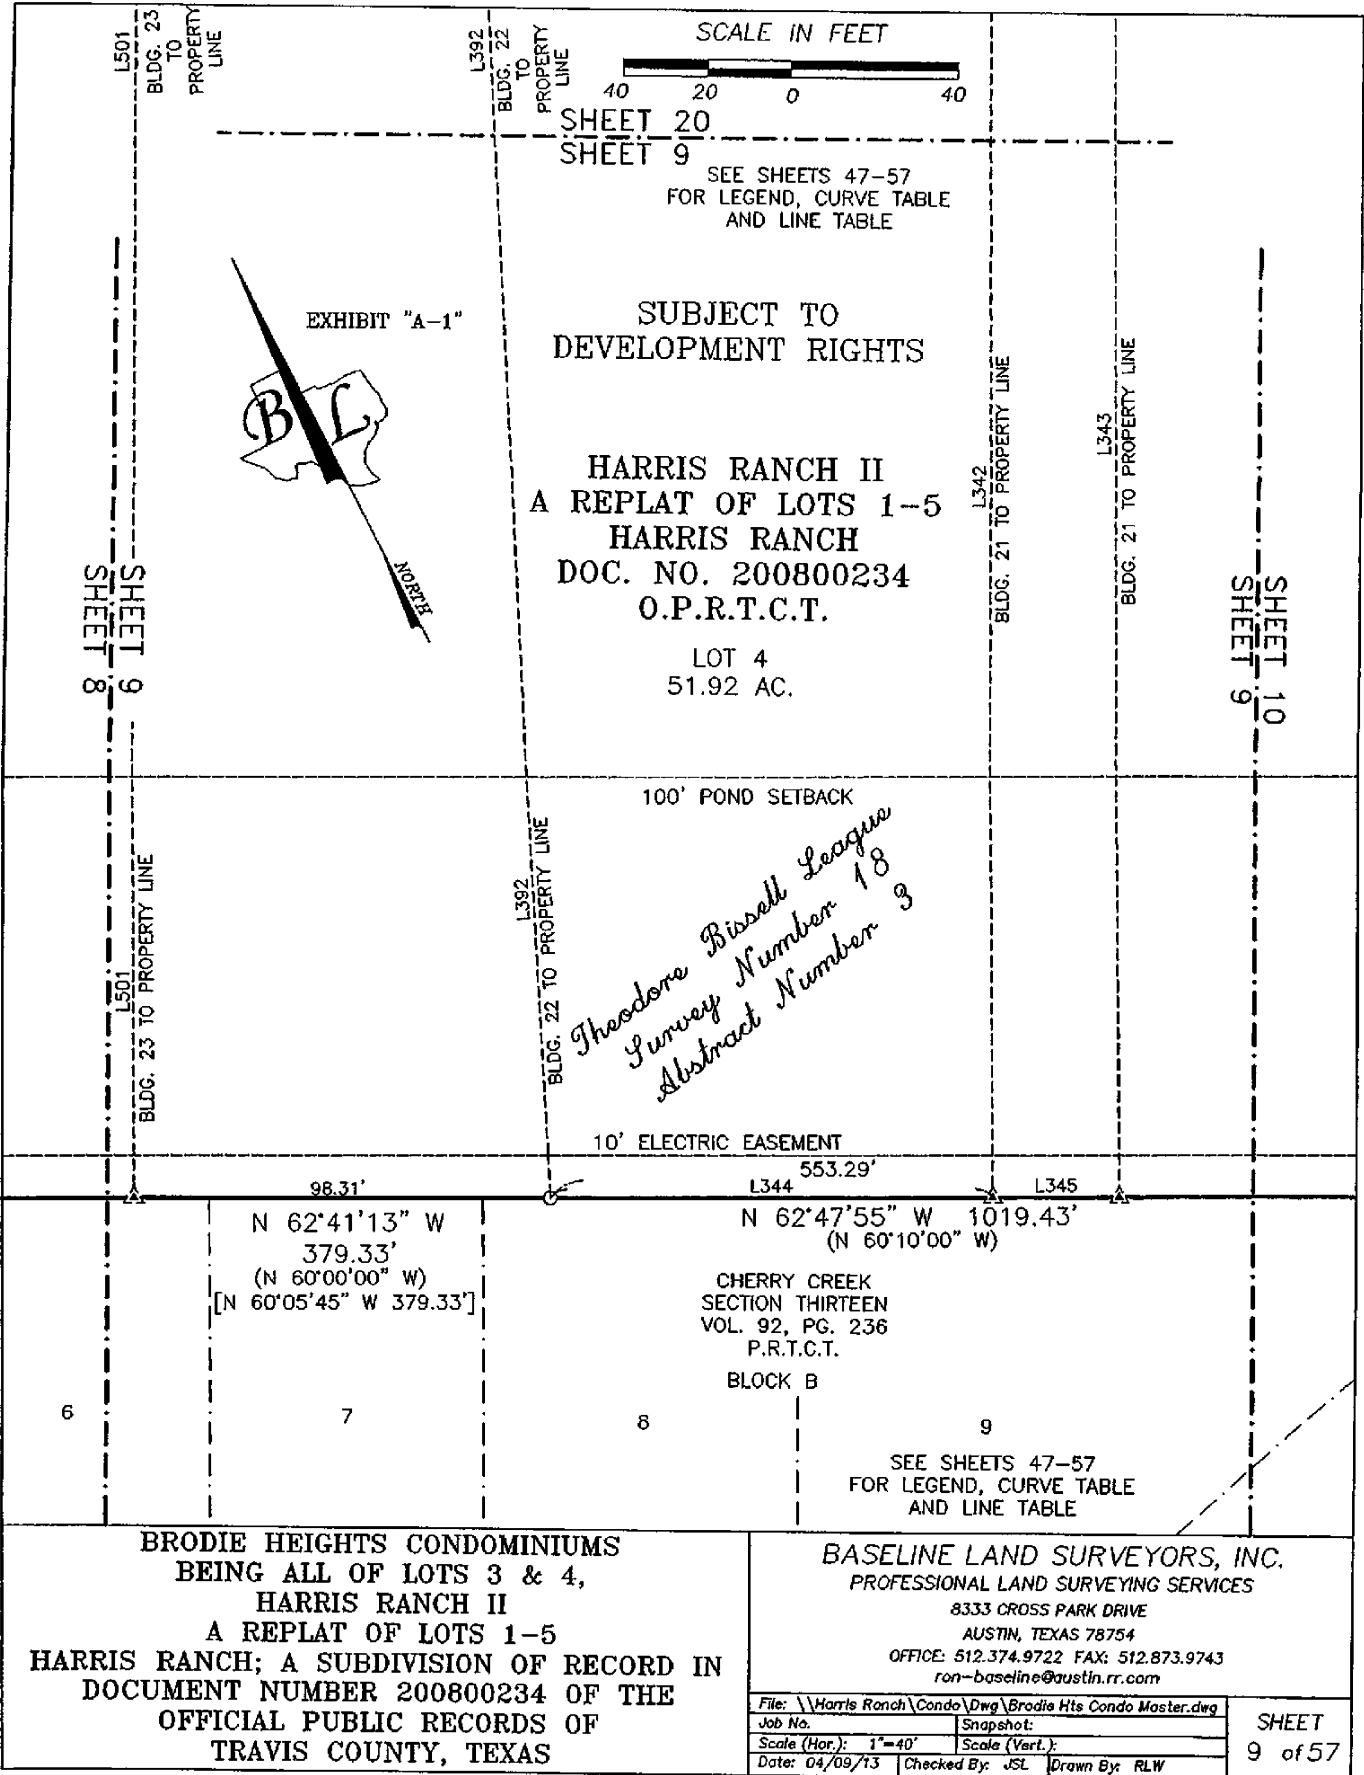 L501
BLDG. 23
TO
PROPERTY
LINE
L392
BLDG. 22
TO
PROPERTY
LINE
SCALE IN FEET
40 20 0 40
SHEET 20
SHEET 9
SEE SHEETS 47-57
FOR LEGEND, CURVE TABLE
AND LINE TABLE
EXHIBIT "A-1"
SUBJECT TO
DEVELOPMENT RIGHTS
B L
NORTH
HARRIS RANCH II
A REPLAT OF LOTS 1-5
HARRIS RANCH
DOC. NO. 200800234
O.P.R.T.C.T.
LOT 4
51.92 AC.
L342
BLDG. 21 TO PROPERTY LINE
L343
BLDG. 21 TO PROPERTY LINE
SHEET 9
SHEET 8
SHEET 10
SHEET 9
100' POND SETBACK
L501
BLDG. 23 TO PROPERTY LINE
L392
BLDG. 22 TO PROPERTY LINE
Theodore Bissell League
Survey Number 18
Abstract Number 3
10' ELECTRIC EASEMENT
553.29'
98.31'
L344
L345
N 62°41'13" W
379.33'
(N 60°00'00" W)
[N 60°05'45" W 379.33']
N 62°47'55" W 1019.43'
(N 60°10'00" W)
CHERRY CREEK
SECTION THIRTEEN
VOL. 92, PG. 236
P.R.T.C.T.
BLOCK B
6
7
8
9
SEE SHEETS 47-57
FOR LEGEND, CURVE TABLE
AND LINE TABLE
BRODIE HEIGHTS CONDOMINIUMS
BEING ALL OF LOTS 3 & 4,
HARRIS RANCH II
A REPLAT OF LOTS 1-5
HARRIS RANCH; A SUBDIVISION OF RECORD IN
DOCUMENT NUMBER 200800234 OF THE
OFFICIAL PUBLIC RECORDS OF
TRAVIS COUNTY, TEXAS
BASELINE LAND SURVEYORS, INC.
PROFESSIONAL LAND SURVEYING SERVICES
8333 CROSS PARK DRIVE
AUSTIN, TEXAS 78754
OFFICE: 512.374.9722 FAX: 512.873.9743
ron-baseline@austin.rr.com
File: \\Harris Ranch\Condo\Dwg\Brodie Hts Condo Master.dwg
Job No. Snapshot:
Scale (Hor.): 1"=40' Scale (Vert.):
Date: 04/09/13 Checked By: JSL Drawn By: RLW
SHEET
9 of 57